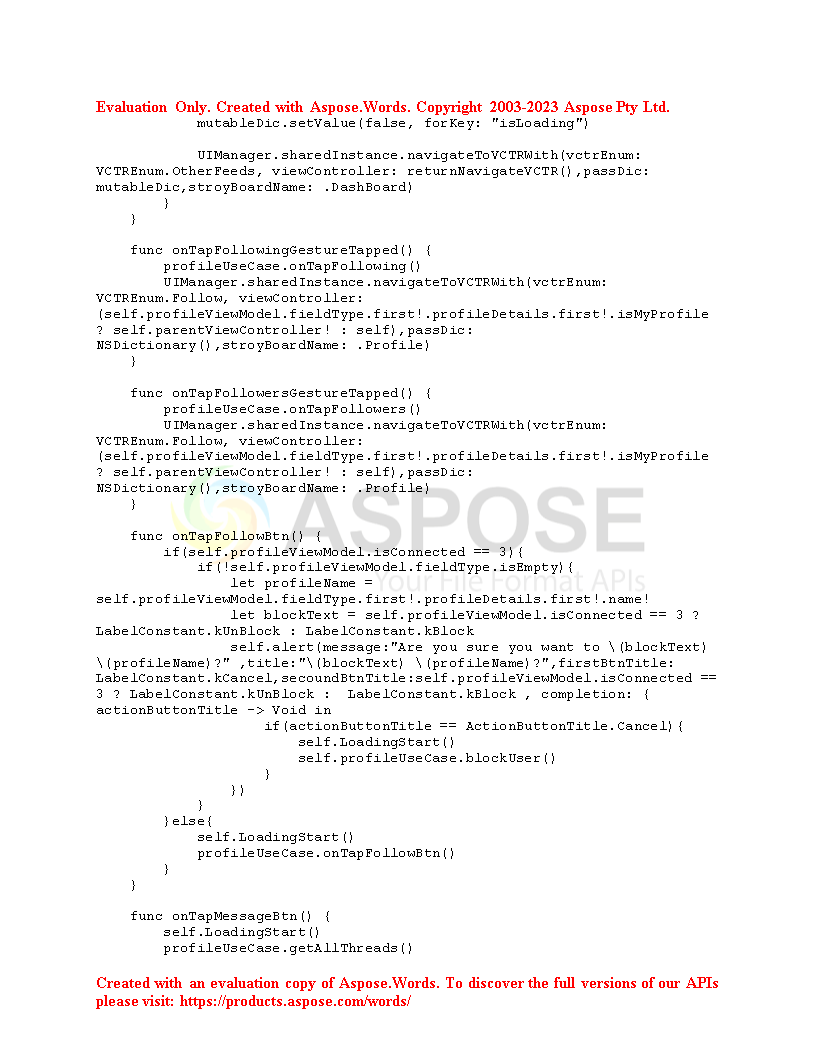 Evaluation Only. Created with Aspose.Words. Copyright 2003-2023 Aspose Pty Ltd.
            mutableDic.setValue(false, forKey: "isLoading")

            UIManager.sharedInstance.navigateToVCTRWith(vctrEnum:
VCTREnum.OtherFeeds, viewController: returnNavigateVCTR(),passDic:
mutableDic,stroyBoardName: .DashBoard)
        }
    }

    func onTapFollowingGestureTapped() {
        profileUseCase.onTapFollowing()
        UIManager.sharedInstance.navigateToVCTRWith(vctrEnum:
VCTREnum.Follow, viewController:
(self.profileViewModel.fieldType.first!.profileDetails.first!.isMyProfile
? self.parentViewController! : self),passDic:
NSDictionary(),stroyBoardName: .Profile)
    }

    func onTapFollowersGestureTapped() {
        profileUseCase.onTapFollowers()
        UIManager.sharedInstance.navigateToVCTRWith(vctrEnum:
VCTREnum.Follow, viewController:
(self.profileViewModel.fieldType.first!.profileDetails.first!.isMyProfile
? self.parentViewController! : self),passDic:
NSDictionary(),stroyBoardName: .Profile)
    }
ASPOSE

    func onTapFollowBtn() {
        if(self.profileViewModel.isConnected == 3){
            if(!self.profileViewModel.fieldType.isEmpty){
                let profileName =
Your File Format APIs
self.profileViewModel.fieldType.first!.profileDetails.first!.name!
                let blockText = self.profileViewModel.isConnected == 3 ?
LabelConstant.kUnBlock : LabelConstant.kBlock
                self.alert(message:"Are you sure you want to \(blockText)
\(profileName)?" ,title:"\(blockText) \(profileName)?",firstBtnTitle:
LabelConstant.kCancel,secoundBtnTitle:self.profileViewModel.isConnected ==
3 ? LabelConstant.kUnBlock :  LabelConstant.kBlock , completion: {
actionButtonTitle -> Void in
                    if(actionButtonTitle == ActionButtonTitle.Cancel){
                        self.LoadingStart()
                        self.profileUseCase.blockUser()
                    }
                })
            }
        }else{
            self.LoadingStart()
            profileUseCase.onTapFollowBtn()
        }
    }

    func onTapMessageBtn() {
        self.LoadingStart()
        profileUseCase.getAllThreads()
Created with an evaluation copy of Aspose.Words. To discover the full versions of our APIs
please visit: https://products.aspose.com/words/